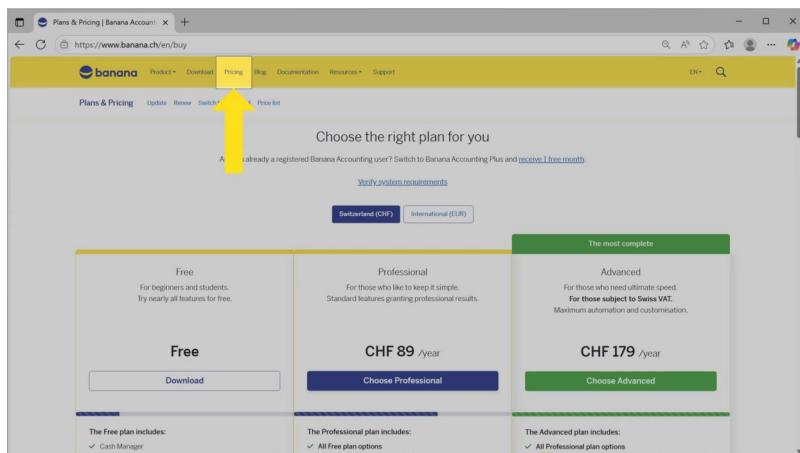 Plans & Pricing | Banana Accounti
https://www.banana.ch/en/buy
banana Product Download Pricing Blog Documentation Resources Support EN
Plans & Pricing Update Renew Switch Price list
Choose the right plan for you
already a registered Banana Accounting user? Switch to Banana Accounting Plus and receive 1 free month.
Verify system requirements
Switzerland (CHF) International (EUR)
The most complete
Free
For beginners and students.
Try nearly all features for free.
Free
Download
Professional
For those who like to keep it simple.
Standard features granting professional results.
CHF 89 /year
Choose Professional
Advanced
For those who need ultimate speed.
For those subject to Swiss VAT.
Maximum automation and customisation.
CHF 179 /year
Choose Advanced
The Free plan includes:
Cash Manager
The Professional plan includes:
All Free plan options
The Advanced plan includes:
All Professional plan options